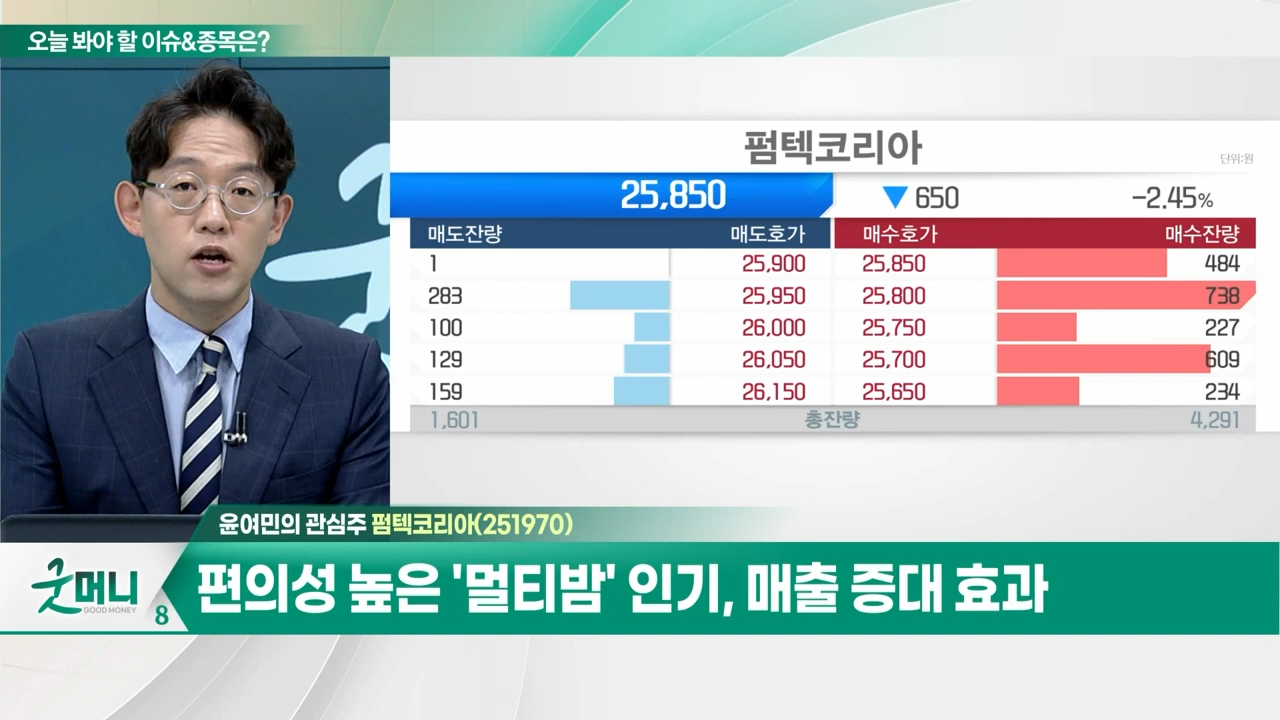 오늘 봐야 할 이슈&종목은?
펌텍코리아
단위:원
25,850 ▼ 650 -2.45%
매도잔량 매도호가 매수호가 매수잔량
1 25,900 25,850 484
283 25,950 25,800 738
100 26,000 25,750 227
129 26,050 25,700 609
159 26,150 25,650 234
1,601 총잔량 4,291
윤여민의 관심주 펌텍코리아(251970)
굿머니
GOOD MONEY
8
편의성 높은 '멀티밤' 인기, 매출 증대 효과